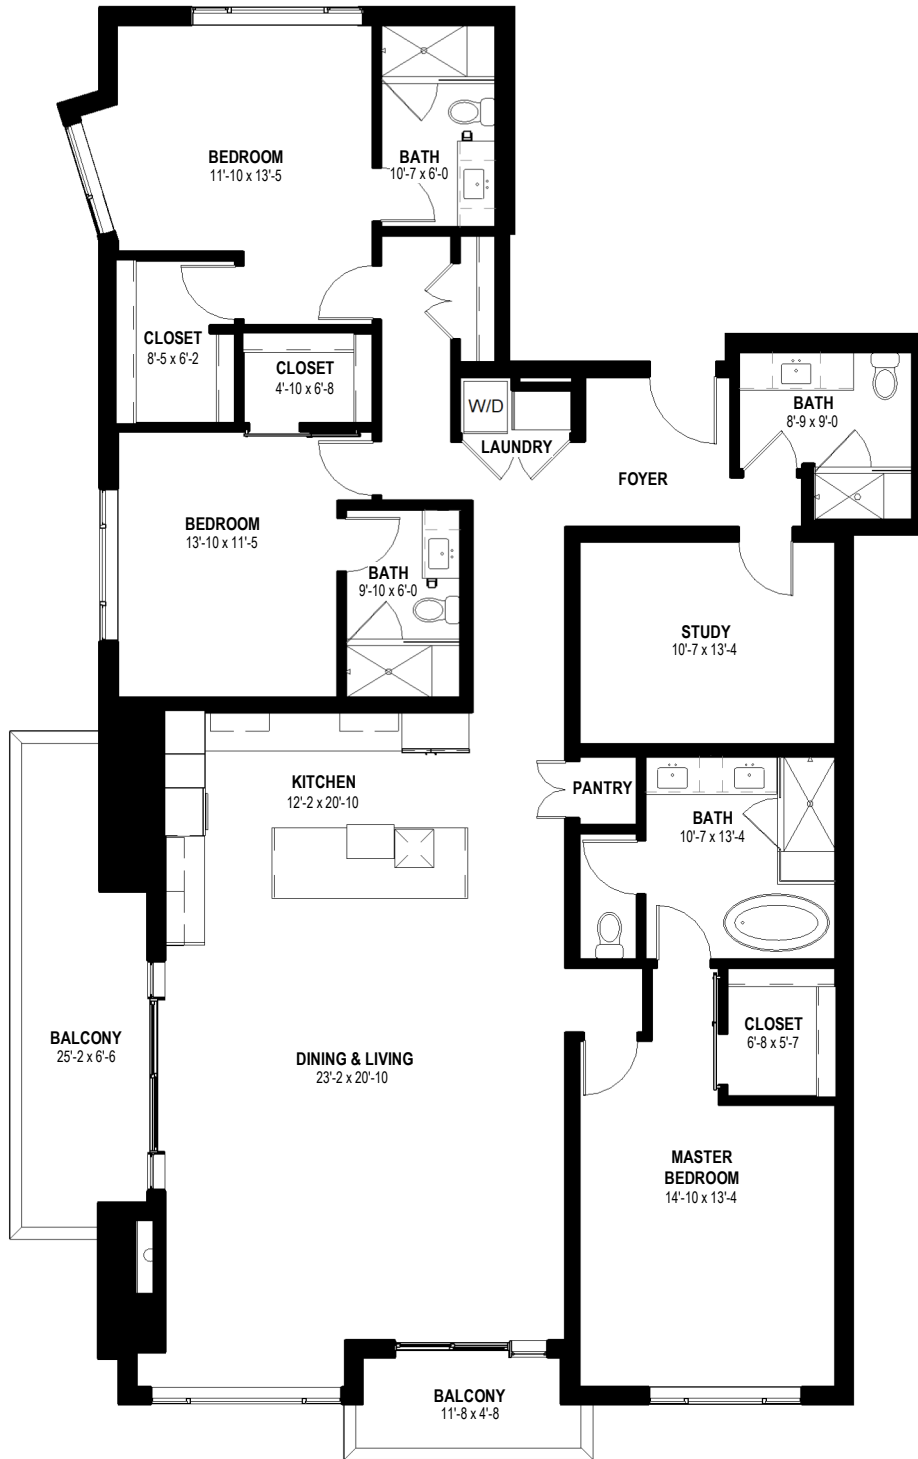 BEDROOM
11'-10 x 13'-5
BATH
10'-7 x 6'-0
CLOSET
8'-5 x 6'-2
CLOSET
4'-10 x 6'-8
W/D
LAUNDRY
BATH
8'-9 x 9'-0
FOYER
BEDROOM
13'-10 x 11'-5
BATH
9'-10 x 6'-0
STUDY
10'-7 x 13'-4
KITCHEN
12'-2 x 20'-10
PANTRY
BATH
10'-7 x 13'-4
BALCONY
25'-2 x 6'-6
DINING & LIVING
23'-2 x 20'-10
CLOSET
6'-8 x 5'-7
MASTER
BEDROOM
14'-10 x 13'-4
BALCONY
11'-8 x 4'-8